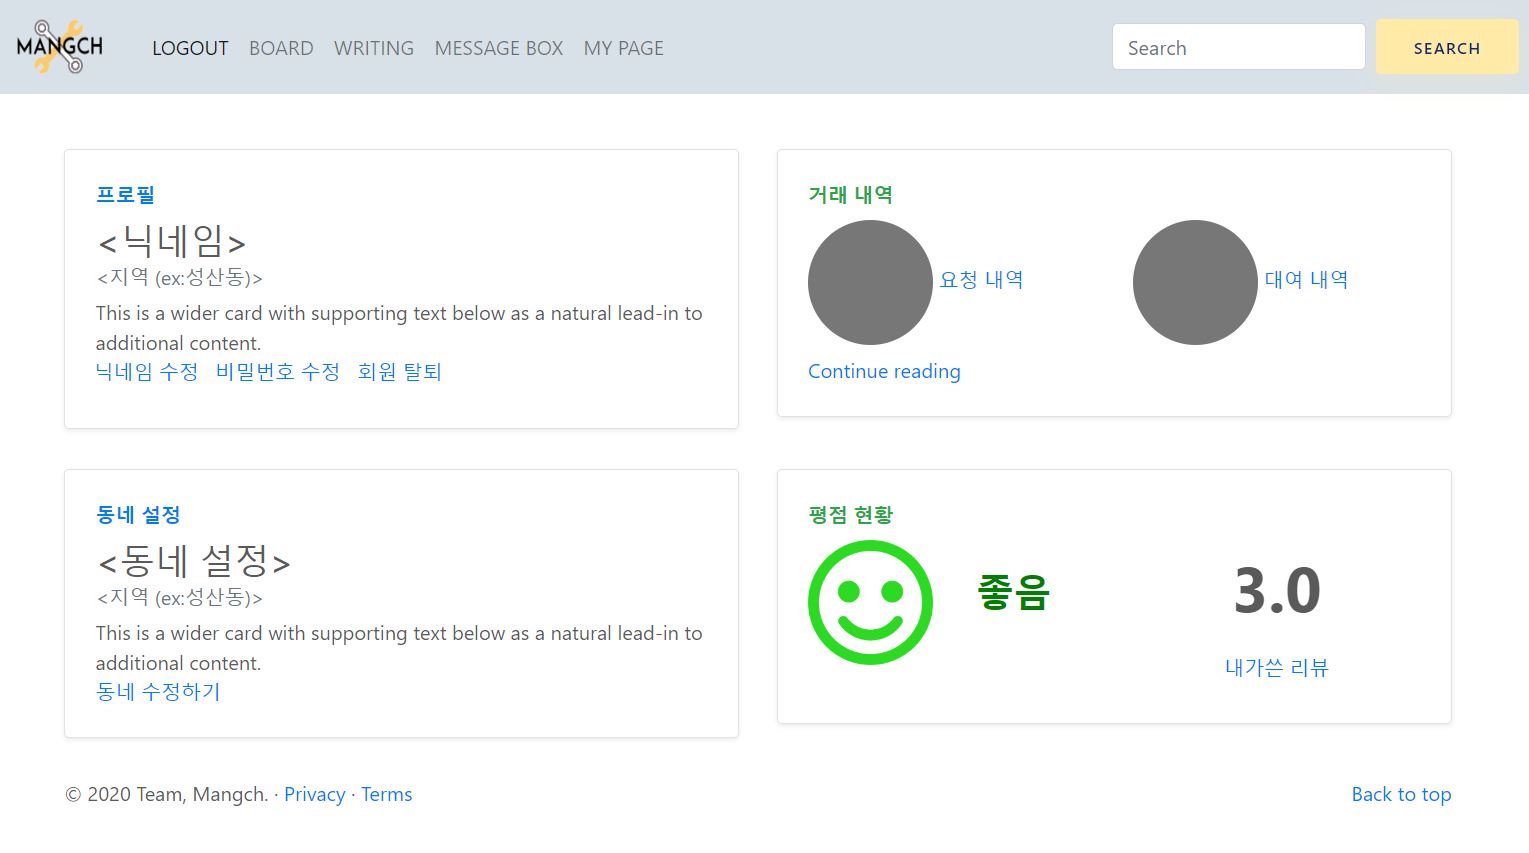 MANGCH LOGOUT BOARD WRITING MESSAGE BOX MY PAGE Search SEARCH
프로필
<닉네임>
<지역 (ex:성산동)>
This is a wider card with supporting text below as a natural lead-in to
additional content.
닉네임 수정 비밀번호 수정 회원 탈퇴
거래 내역
요청 내역 대여 내역
Continue reading
동네 설정
<동네 설정>
<지역 (ex:성산동)>
This is a wider card with supporting text below as a natural lead-in to
additional content.
동네 수정하기
평점 현황
좋음 3.0
내가쓴 리뷰
© 2020 Team, Mangch. · Privacy · Terms Back to top